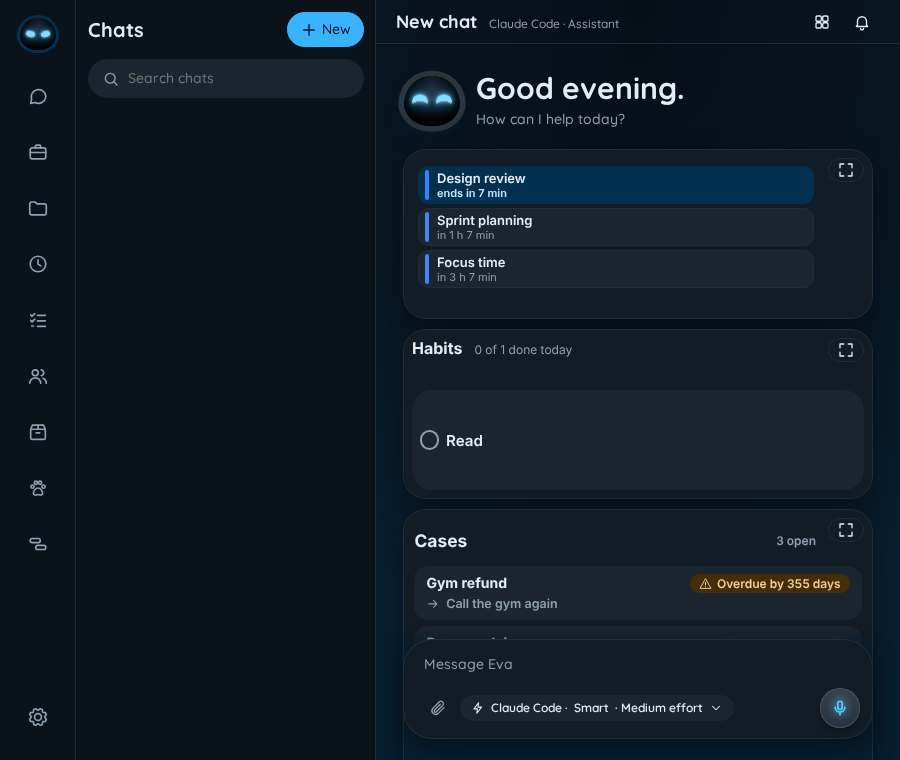 Chats
New
Search chats
New chat Claude Code · Assistant
Good evening.
How can I help today?
Design review
ends in 7 min
Sprint planning
in 1 h 7 min
Focus time
in 3 h 7 min
Habits 0 of 1 done today
Read
Cases 3 open
Gym refund Overdue by 355 days
→ Call the gym again
Message Eva
Claude Code · Smart · Medium effort